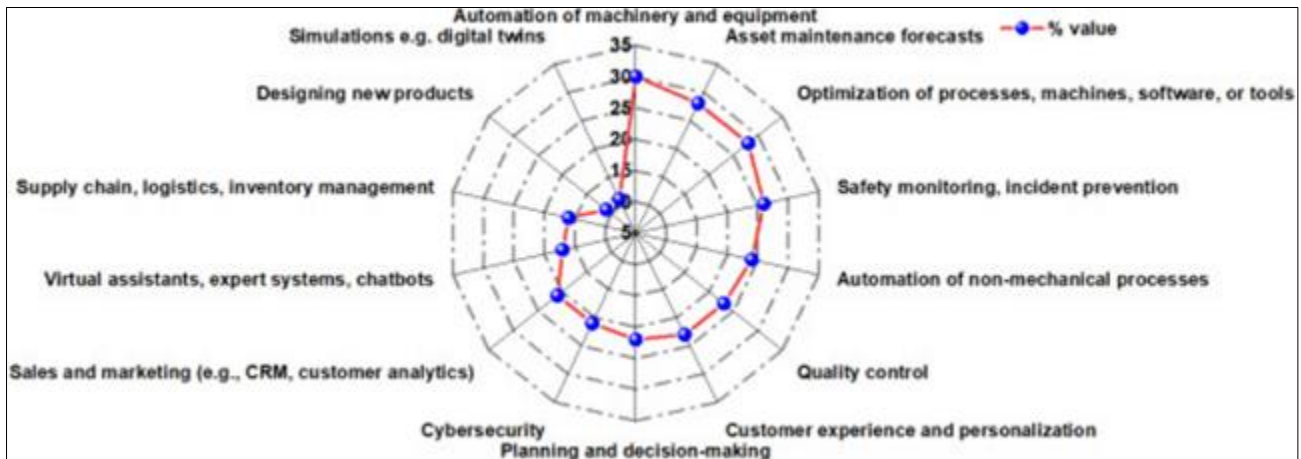 Automation of machinery and equipment
Simulations e.g. digital twins
Asset maintenance forecasts
% value
Designing new products
Optimization of processes, machines, software, or tools
Supply chain, logistics, inventory management
Safety monitoring, incident prevention
Virtual assistants, expert systems, chatbots
Automation of non-mechanical processes
Sales and marketing (e.g., CRM, customer analytics)
Quality control
Cybersecurity
Customer experience and personalization
Planning and decision-making
35
30
25
20
15
10
5